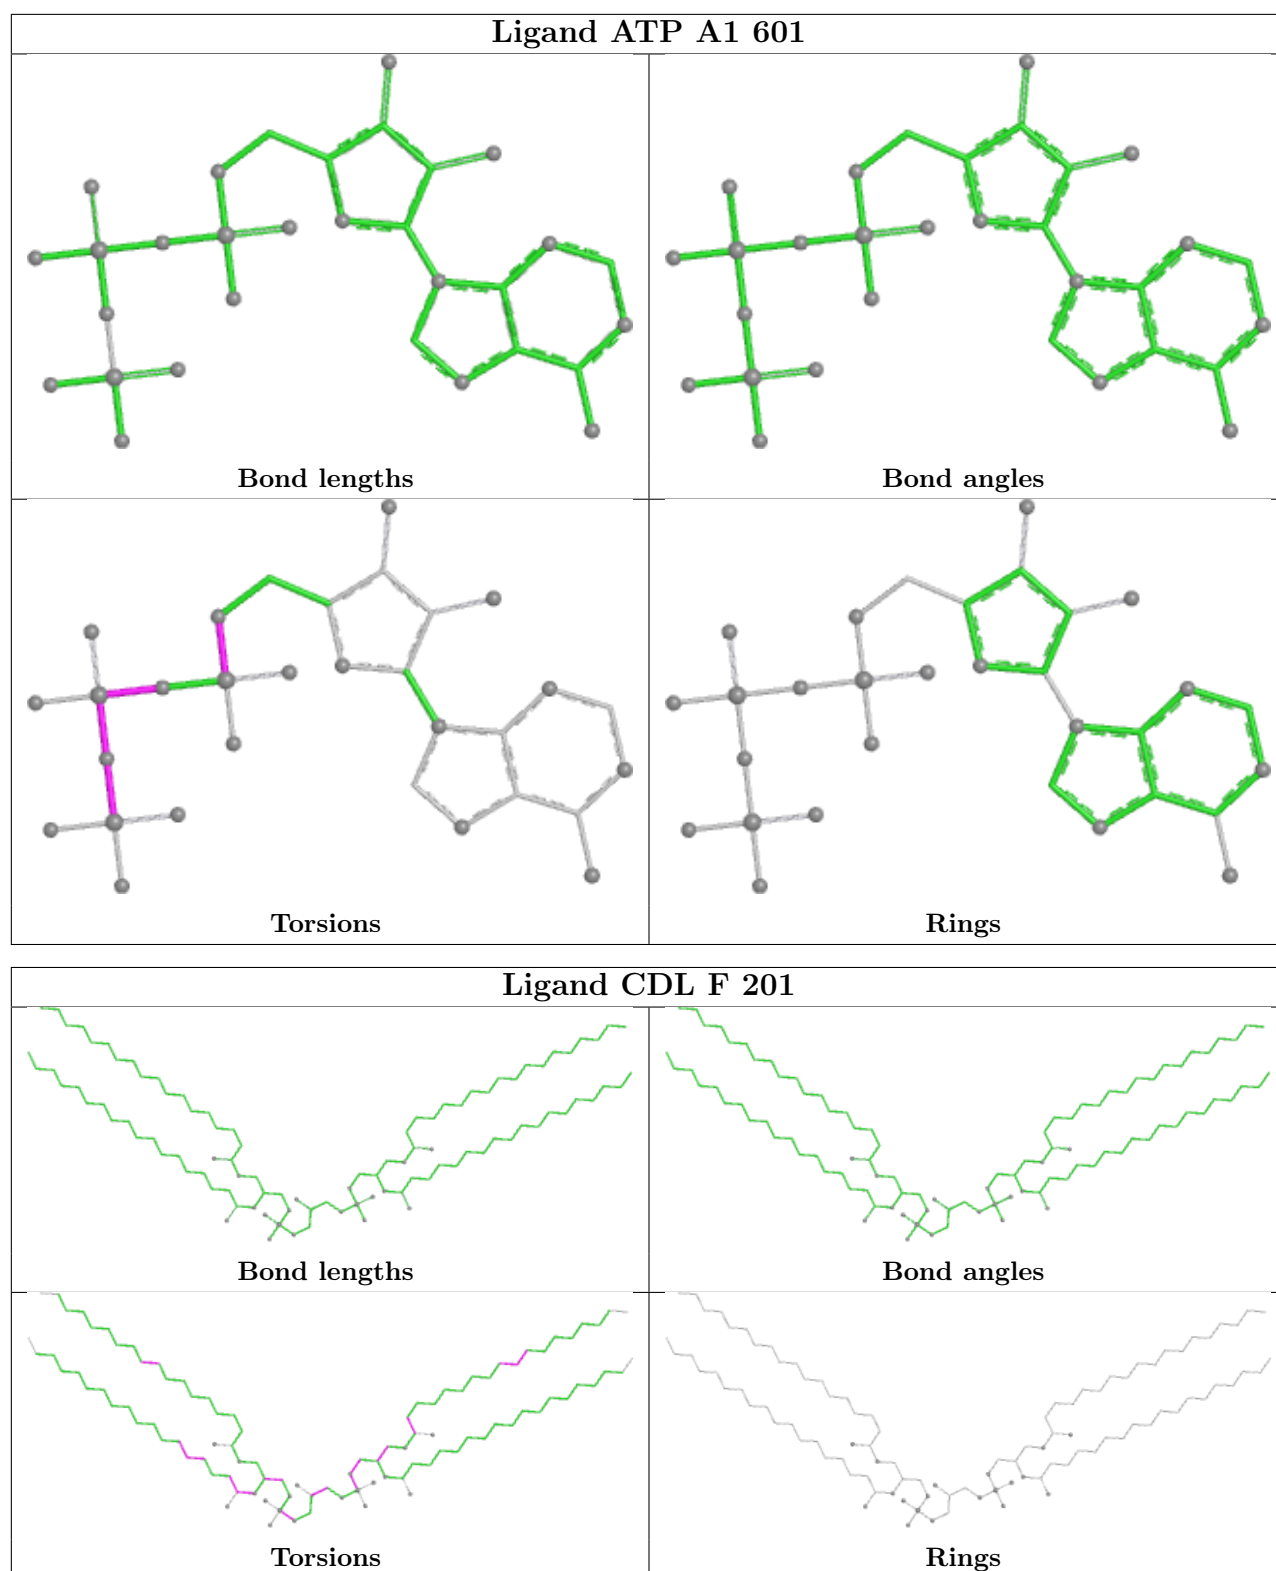 Ligand ATP A1 601
Bond lengths
Bond angles
Torsions
Rings
Ligand CDL F 201
Bond lengths
Bond angles
Torsions
Rings